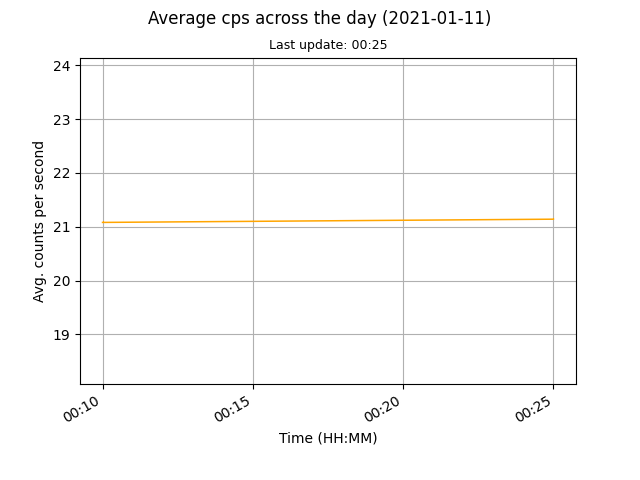 Average cps across the day (2021-01-11)
Last update: 00:25
Avg. counts per second
24
23
22
21
20
19
00:10
00:15
00:20
00:25
Time (HH:MM)